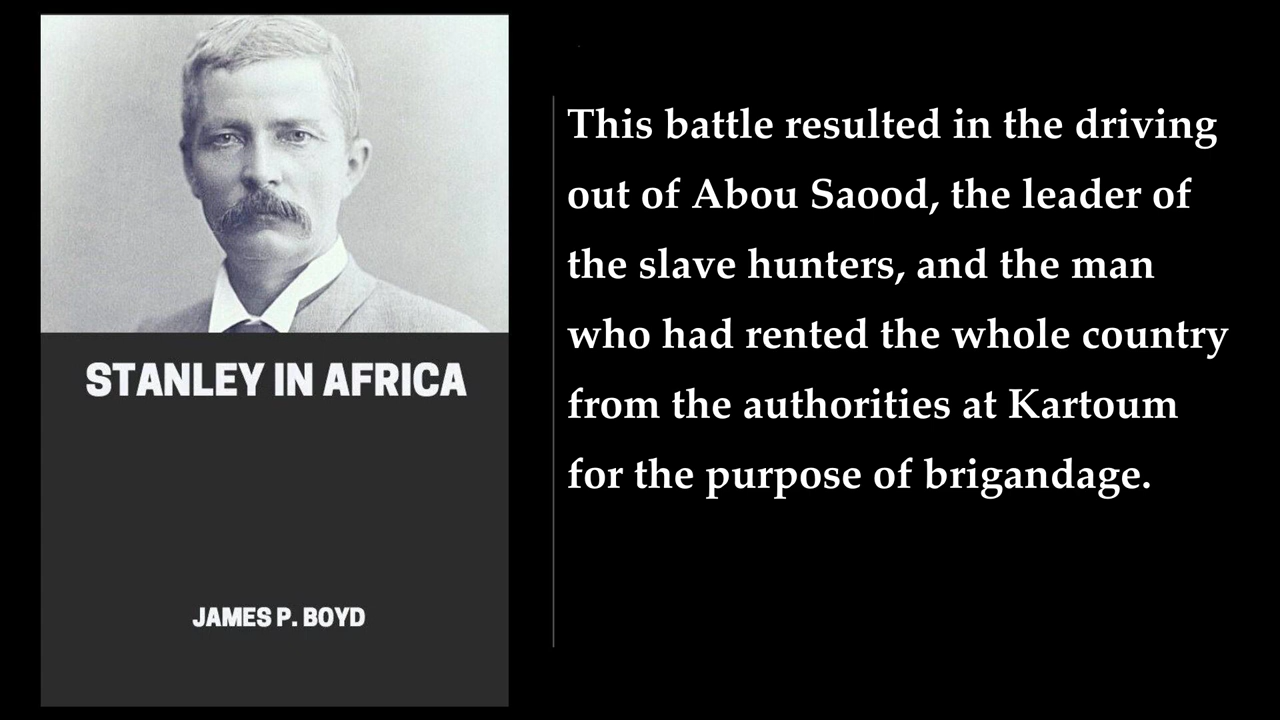 STANLEY IN AFRICA
JAMES P. BOYD
This battle resulted in the driving
out of Abou Saood, the leader of
the slave hunters, and the man
who had rented the whole country
from the authorities at Kartoum
for the purpose of brigandage.